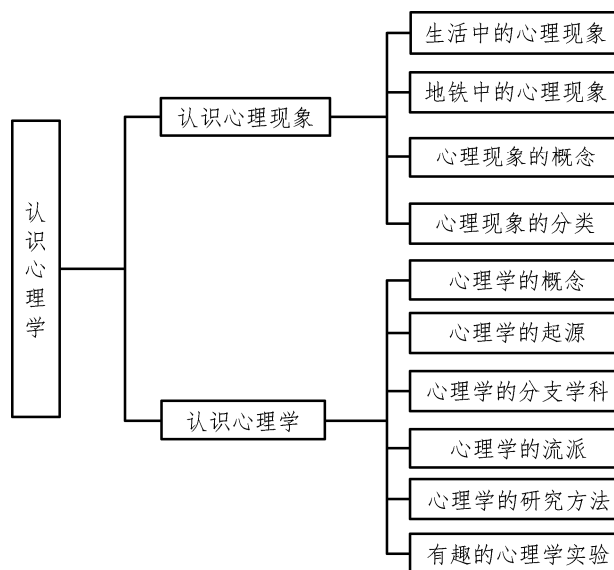 认识心理学
认识心理现象
生活中的心理现象
地铁中的心理现象
心理现象的概念
心理现象的分类
认识心理学
心理学的概念
心理学的起源
心理学的分支学科
心理学的流派
心理学的研究方法
有趣的心理学实验